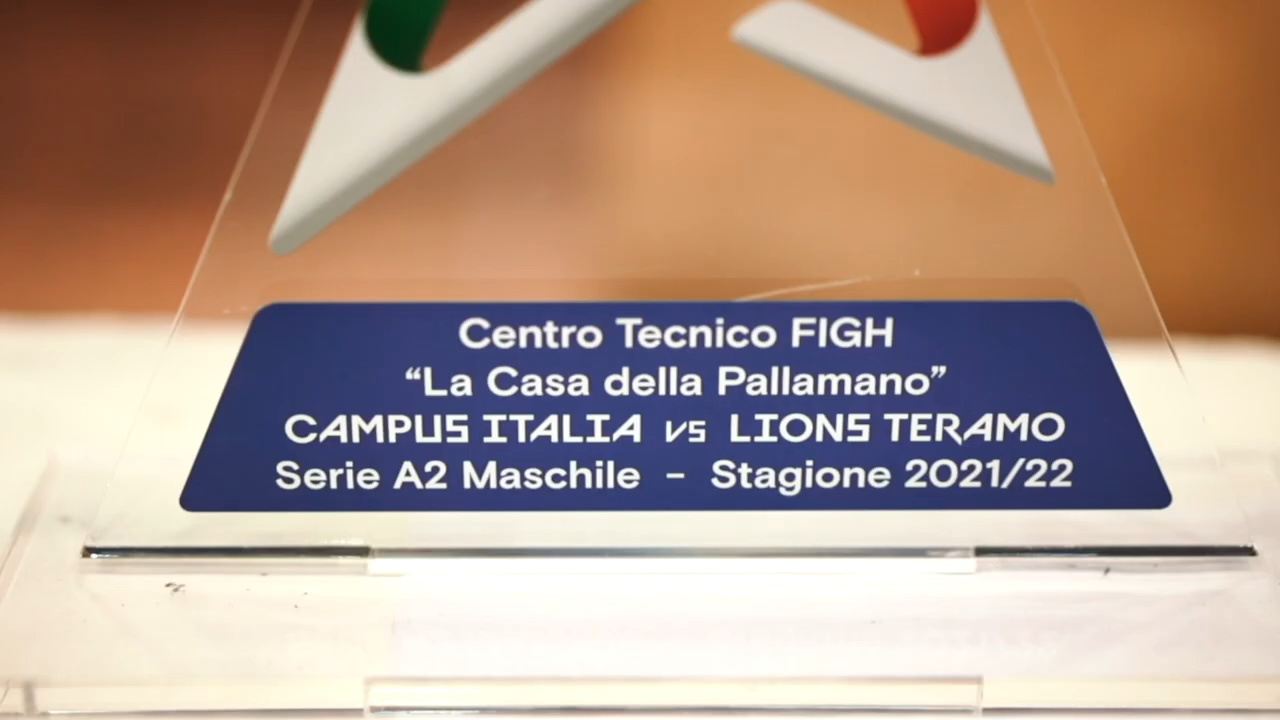 Centro Tecnico FIGH
“La Casa della Pallamano”
CAMPUS ITALIA vs LIONS TERAMO
Serie A2 Maschile – Stagione 2021/22